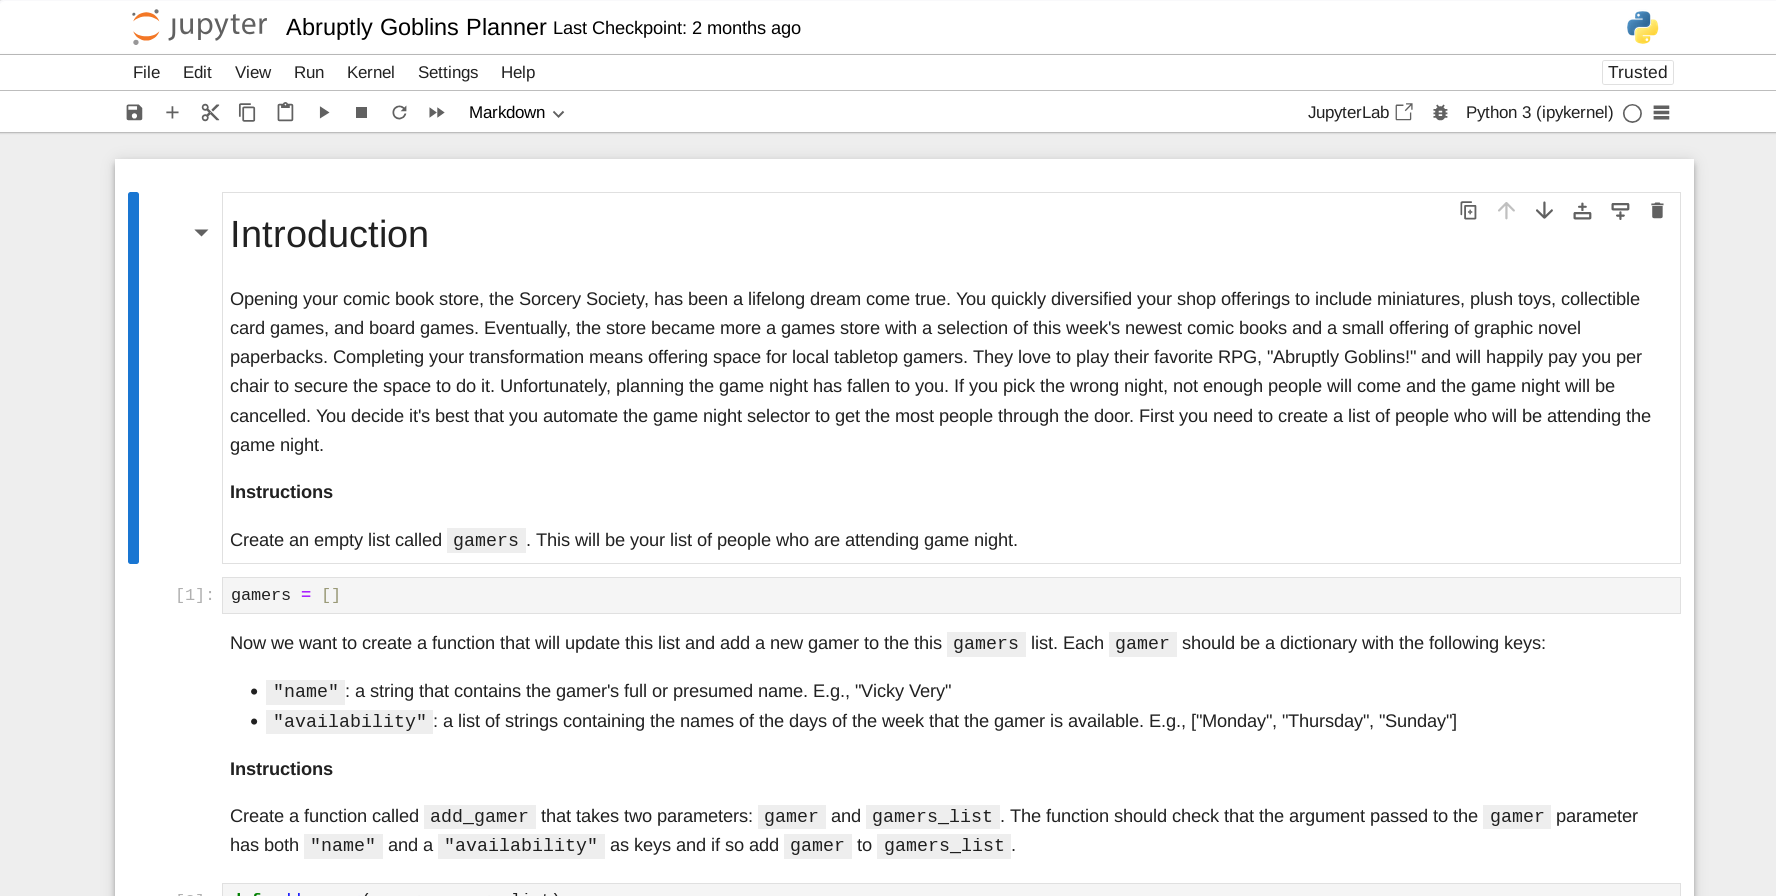 jupyter Abruptly Goblins Planner Last Checkpoint: 2 months ago
File Edit View Run Kernel Settings Help Trusted
Markdown JupyterLab Python 3 (ipykernel)
Introduction
Opening your comic book store, the Sorcery Society, has been a lifelong dream come true. You quickly diversified your shop offerings to include miniatures, plush toys, collectible
card games, and board games. Eventually, the store became more a games store with a selection of this week's newest comic books and a small offering of graphic novel
paperbacks. Completing your transformation means offering space for local tabletop gamers. They love to play their favorite RPG, "Abruptly Goblins!" and will happily pay you per
chair to secure the space to do it. Unfortunately, planning the game night has fallen to you. If you pick the wrong night, not enough people will come and the game night will be
cancelled. You decide it's best that you automate the game night selector to get the most people through the door. First you need to create a list of people who will be attending the
game night.
Instructions
Create an empty list called gamers . This will be your list of people who are attending game night.
[1]: gamers = []
Now we want to create a function that will update this list and add a new gamer to the this gamers list. Each gamer should be a dictionary with the following keys:
• "name" : a string that contains the gamer's full or presumed name. E.g., "Vicky Very"
• "availability" : a list of strings containing the names of the days of the week that the gamer is available. E.g., ["Monday", "Thursday", "Sunday"]
Instructions
Create a function called add_gamer that takes two parameters: gamer and gamers_list . The function should check that the argument passed to the gamer parameter
has both "name" and a "availability" as keys and if so add gamer to gamers_list .